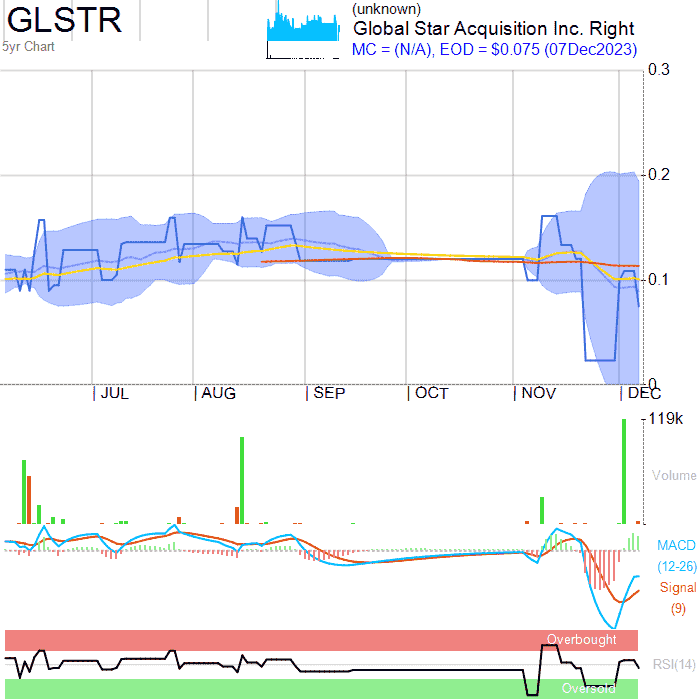 GLSTR
(unknown)
Global Star Acquisition Inc. Right
5yr Chart
MC = (N/A), EOD = $0.075 (07Dec2023)
0.3
0.2
0.1
0
JUL
AUG
SEP
OCT
NOV
DEC
119k
Volume
MACD
(12-26)
Signal
(9)
Overbought
RSI(14)
Oversold